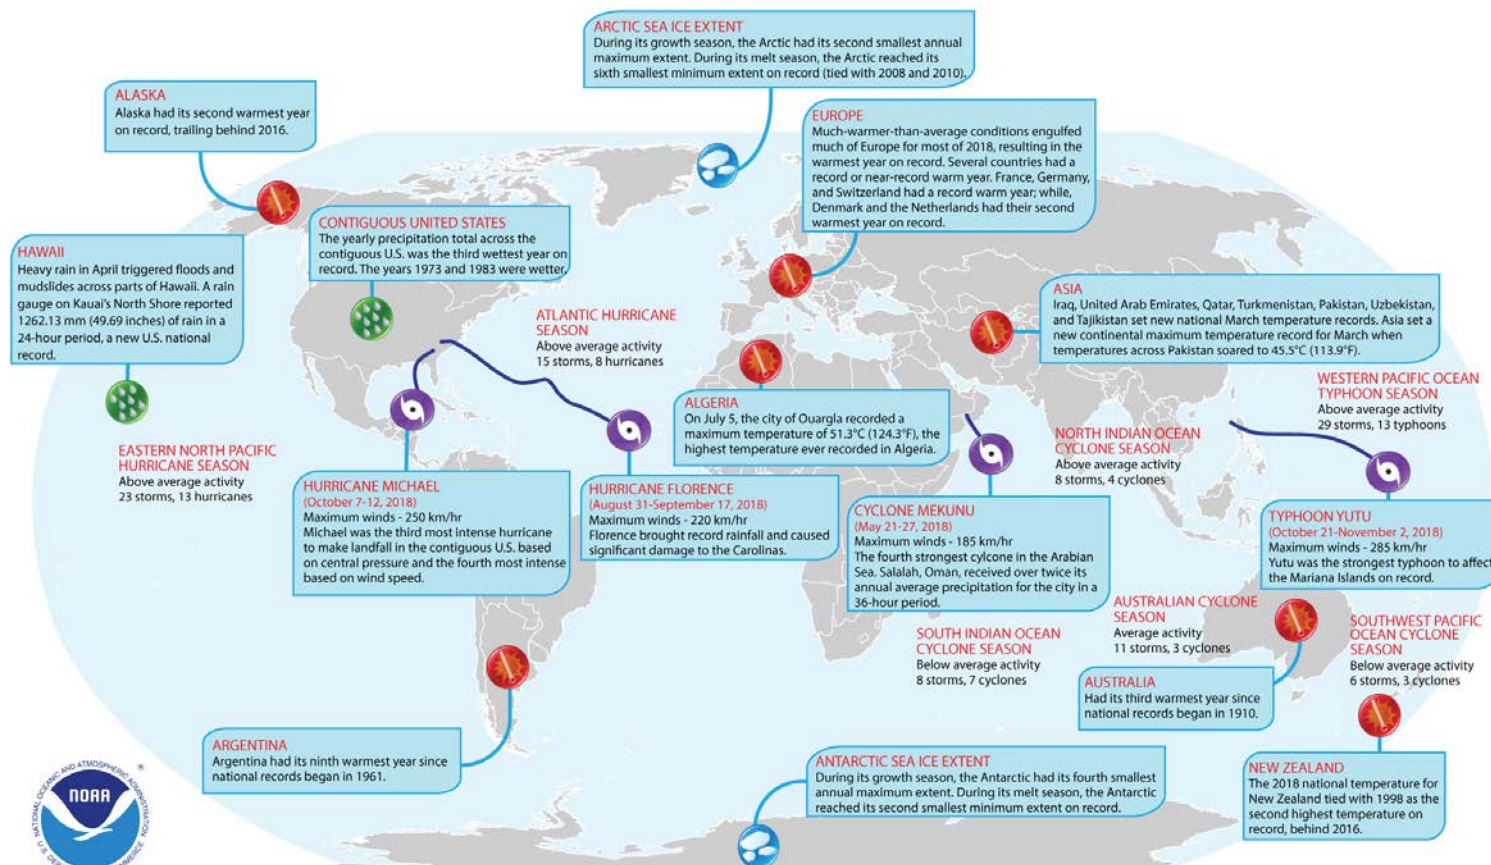 ARCTIC SEA ICE EXTENT
During its growth season, the Arctic had its second smallest annual
maximum extent. During its melt season, the Arctic reached its
sixth smallest minimum extent on record (tied with 2008 and 2010).
ALASKA
Alaska had its second warmest year
on record, trailing behind 2016.
EUROPE
Much-warmer-than-average conditions engulfed
much of Europe for most of 2018, resulting in the
warmest year on record. Several countries had a
record or near-record warm year. France, Germany,
and Switzerland had a record warm year; while,
Denmark and the Netherlands had their second
warmest year on record.
CONTIGUOUS UNITED STATES
The yearly precipitation total across the
contiguous U.S. was the third wettest year on
record. The years 1973 and 1983 were wetter.
HAWAII
Heavy rain in April triggered floods and
mudslides across parts of Hawaii. A rain
gauge on Kauai's North Shore reported
1262.13 mm (49.69 inches) of rain in a
24-hour period, a new U.S. national
record.
ASIA
Iraq, United Arab Emirates, Qatar, Turkmenistan, Pakistan, Uzbekistan,
and Tajikistan set new national March temperature records. Asia set a
new continental maximum temperature record for March when
temperatures across Pakistan soared to 45.5°C (113.9°F).
ATLANTIC HURRICANE
SEASON
Above average activity
15 storms, 8 hurricanes
WESTERN PACIFIC OCEAN
TYPHOON SEASON
Above average activity
29 storms, 13 typhoons
ALGERIA
On July 5, the city of Ouargla recorded a
maximum temperature of 51.3°C (124.3°F), the
highest temperature ever recorded in Algeria.
NORTH INDIAN OCEAN
CYCLONE SEASON
Above average activity
8 storms, 4 cyclones
EASTERN NORTH PACIFIC
HURRICANE SEASON
Above average activity
23 storms, 13 hurricanes
HURRICANE MICHAEL
(October 7-12, 2018)
Maximum winds - 250 km/hr
Michael was the third most intense hurricane
to make landfall in the contiguous U.S. based
on central pressure and the fourth most intense
based on wind speed.
HURRICANE FLORENCE
(August 31-September 17, 2018)
Maximum winds - 220 km/hr
Florence brought record rainfall and caused
significant damage to the Carolinas.
CYCLONE MEKUNU
(May 21-27, 2018)
Maximum winds - 185 km/hr
The fourth strongest cylcone in the Arabian
Sea. Salalah, Oman, received over twice its
annual average precipitation for the city in a
36-hour period.
TYPHOON YUTU
(October 21-November 2, 2018)
Maximum winds - 285 km/hr
Yutu was the strongest typhoon to affect
the Mariana Islands on record.
AUSTRALIAN CYCLONE
SEASON
Average activity
11 storms, 3 cyclones
SOUTHWEST PACIFIC
OCEAN CYCLONE
SEASON
Below average activity
6 storms, 3 cyclones
SOUTH INDIAN OCEAN
CYCLONE SEASON
Below average activity
8 storms, 7 cyclones
AUSTRALIA
Had its third warmest year since
national records began in 1910.
ARGENTINA
Argentina had its ninth warmest year since
national records began in 1961.
ANTARCTIC SEA ICE EXTENT
During its growth season, the Antarctic had its fourth smallest
annual maximum extent. During its melt season, the Antarctic
reached its second smallest minimum extent on record.
NEW ZEALAND
The 2018 national temperature for
New Zealand tied with 1998 as the
second highest temperature on
record, behind 2016.
NATIONAL OCEANIC AND ATMOSPHERIC ADMINISTRATION
®
NOAA